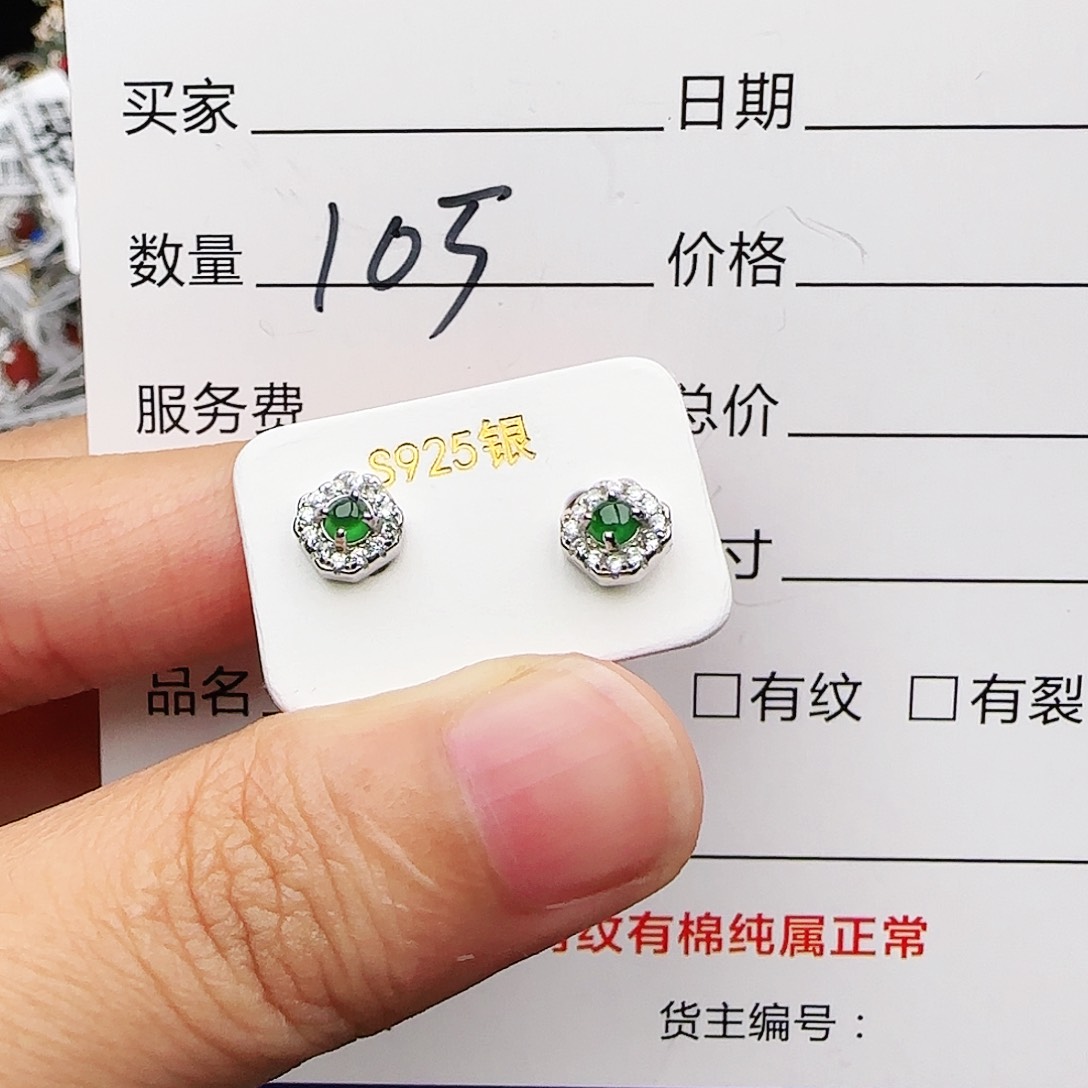 买家 日期
数量 105 价格
服务费 总价
S925银
寸
品名 □有纹 □有裂
纹有棉纯属正常
货主编号：